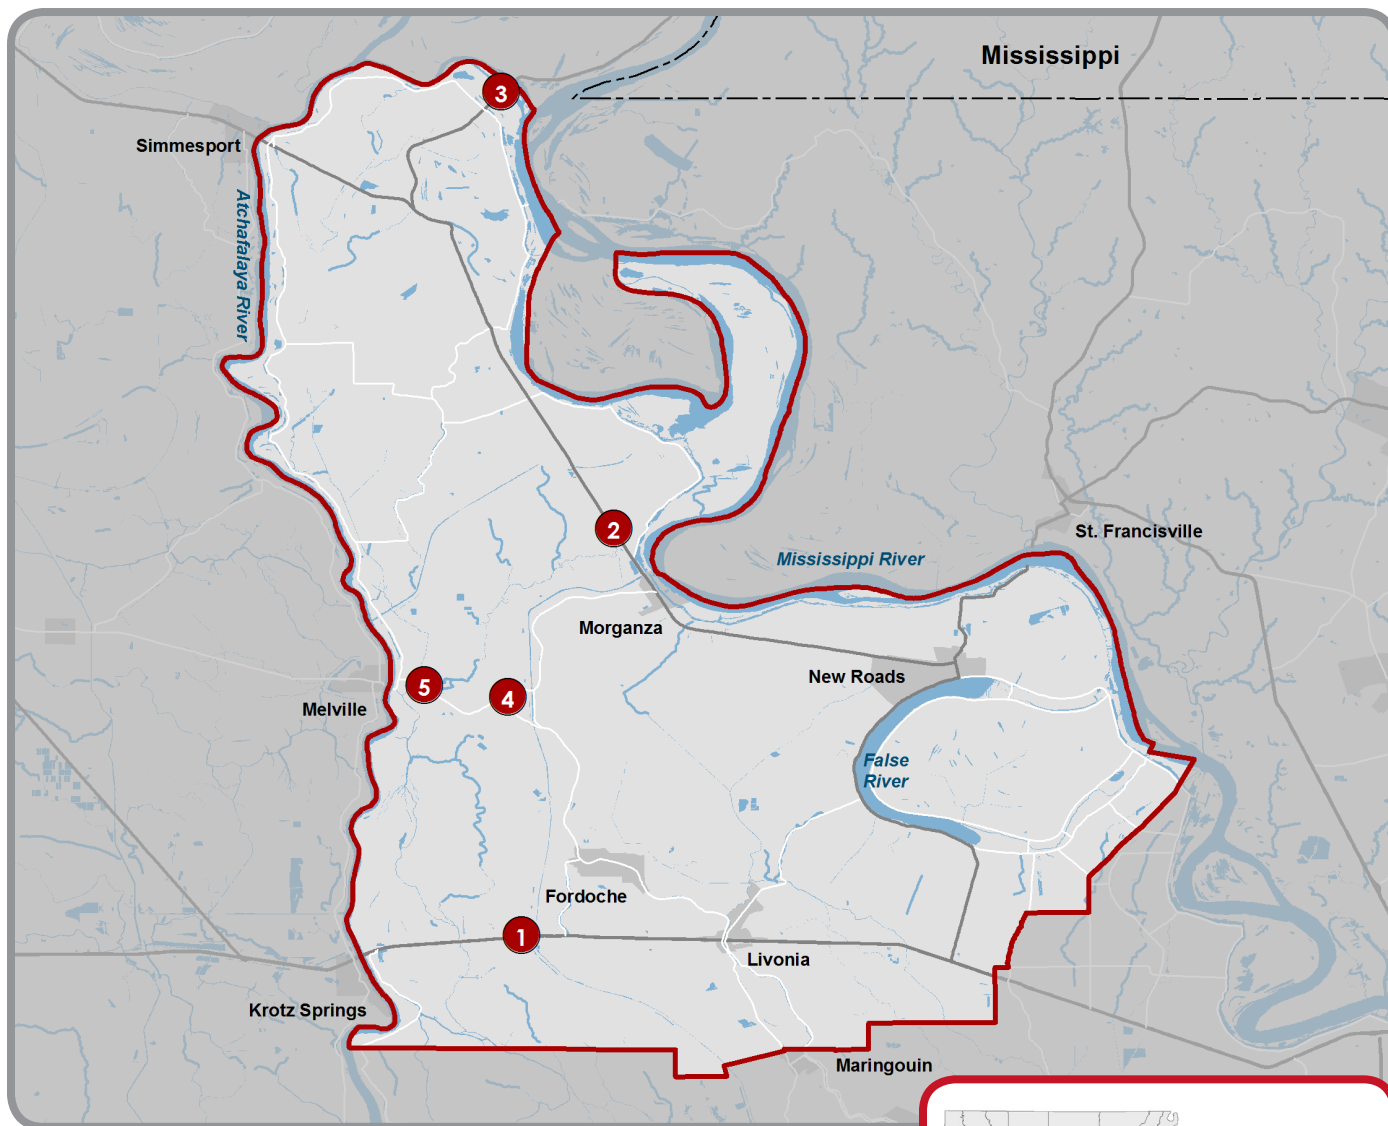 Mississippi
3
Simmesport
Atchafalaya River
2
St. Francisville
Mississippi River
Morganza
New Roads
5
4
Melville
False
River
Fordoche
1
Livonia
Krotz Springs
Maringouin